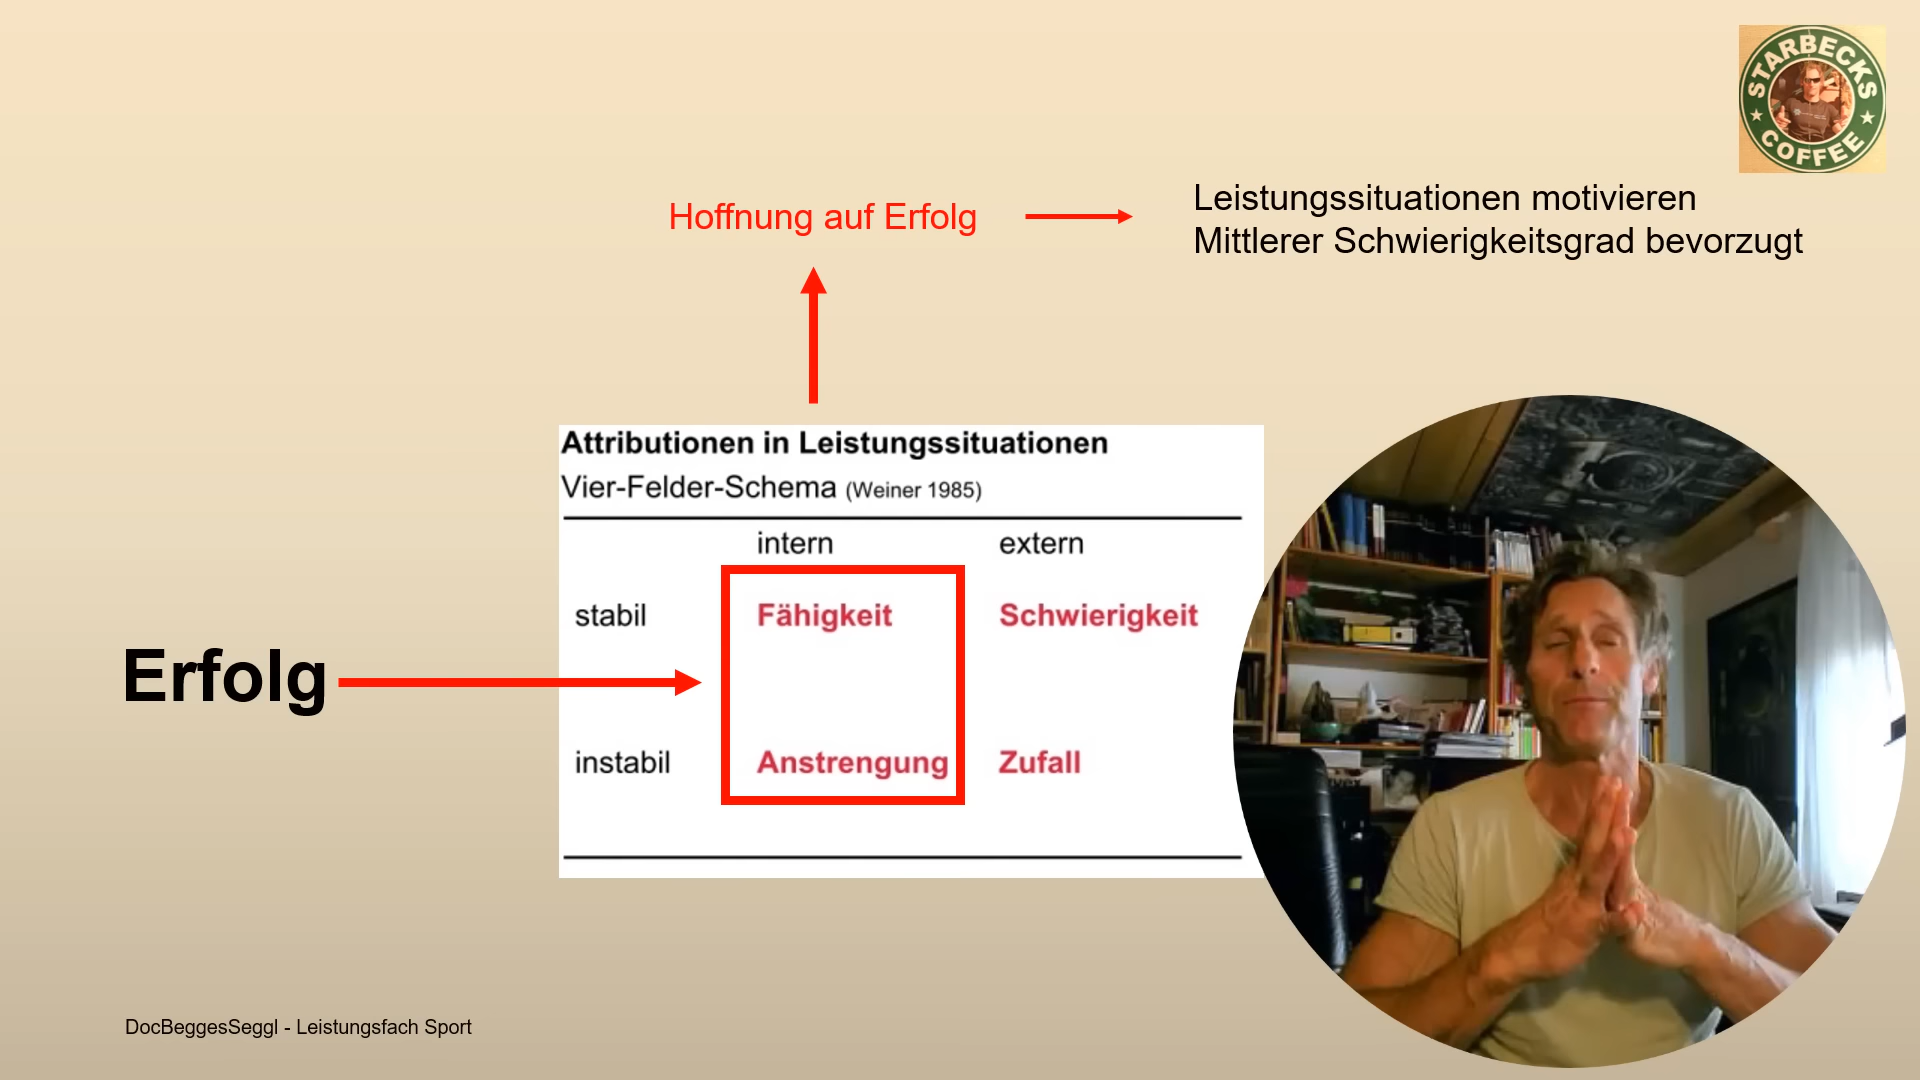 STARBECKS
COFFEE
Hoffnung auf Erfolg
Leistungssituationen motivieren
Mittlerer Schwierigkeitsgrad bevorzugt
Attributionen in Leistungssituationen
Vier-Felder-Schema (Weiner 1985)
intern extern
stabil Fähigkeit Schwierigkeit
Erfolg
instabil Anstrengung Zufall
DocBeggesSeggl - Leistungsfach Sport